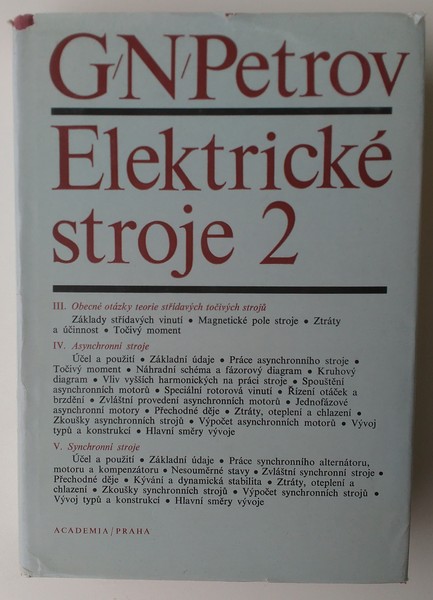 G/N/Petrov
Elektrické
stroje 2
III. Obecné otázky teorie střídavých točivých strojů
Základy střídavých vinutí • Magnetické pole stroje • Ztráty
a účinnost • Točivý moment
IV. Asynchronní stroje
Účel a použití • Základní údaje • Práce asynchronního stroje •
Točivý moment • Náhradní schéma a fázorový diagram • Kruhový
diagram • Vliv vyšších harmonických na práci stroje • Spouštění
asynchronních motorů • Speciální rotorová vinutí • Řízení otáček a
brzdění • Zvláštní provedení asynchronních motorů • Jednofázové
asynchronní motory • Přechodné děje • Ztráty, oteplení a chlazení •
Zkoušky asynchronních strojů • Výpočet asynchronních motorů • Vývoj
typů a konstrukcí • Hlavní směry vývoje
V. Synchronní stroje
Účel a použití • Základní údaje • Práce synchronního alternátoru,
motoru a kompenzátoru • Nesouměrné stavy • Zvláštní synchronní stroje •
Přechodné děje • Kývání a dynamická stabilita • Ztráty, oteplení a
chlazení • Zkoušky synchronních strojů • Výpočet synchronních strojů •
Vývoj typů a konstrukcí • Hlavní směry vývoje
ACADEMIA/PRAHA